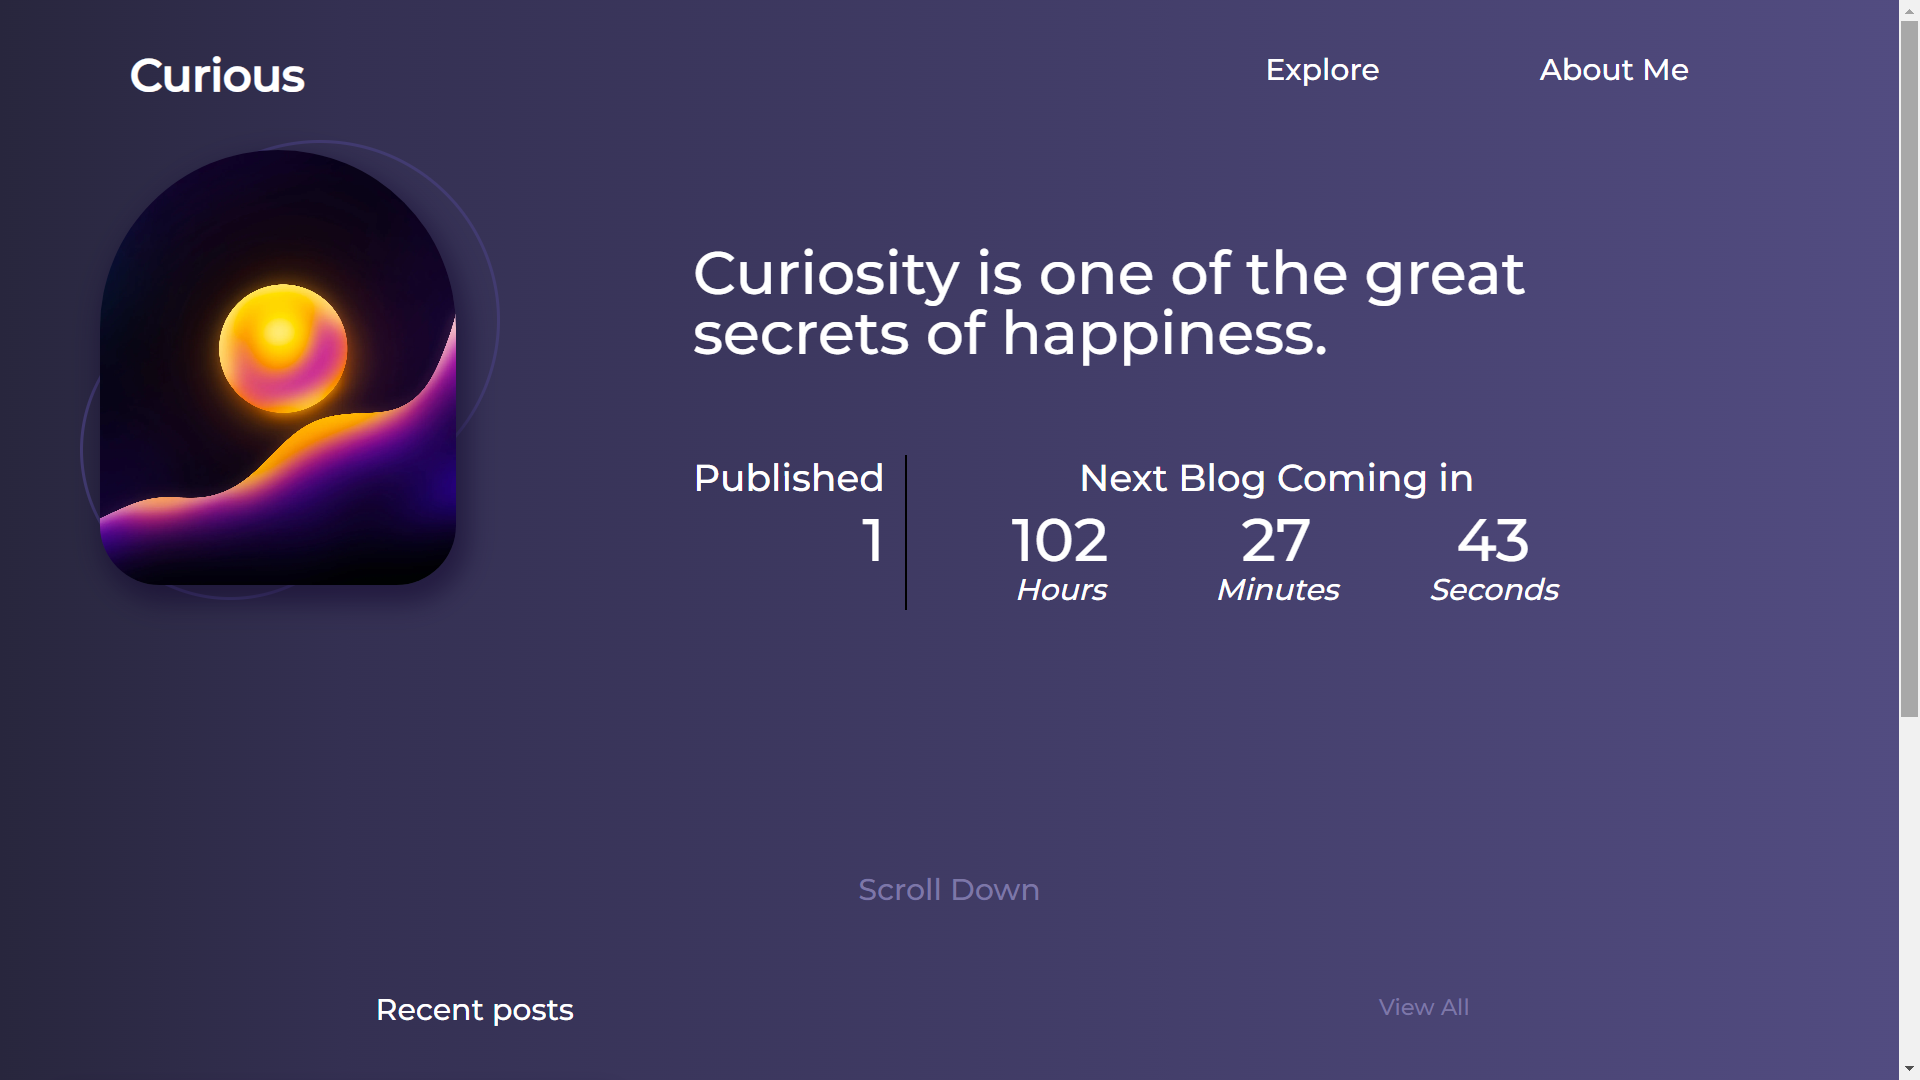 Curious
Explore
About Me
Curiosity is one of the great
secrets of happiness.
Published
1
Next Blog Coming in
102
27
43
Hours
Minutes
Seconds
Scroll Down
Recent posts
View All